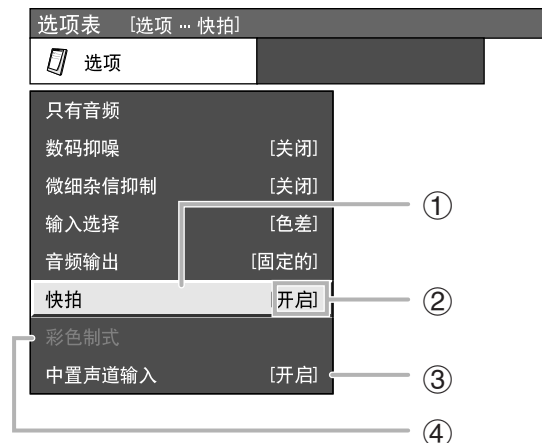 选项表 [选项 … 快拍]
选项
只有音频
数码抑噪 [关闭]
微细杂信抑制 [关闭]
①
输入选择 [色差]
音频输出 [固定的]
快拍 [开启] ②
彩色制式
中置声道输入 [开启] ③
④